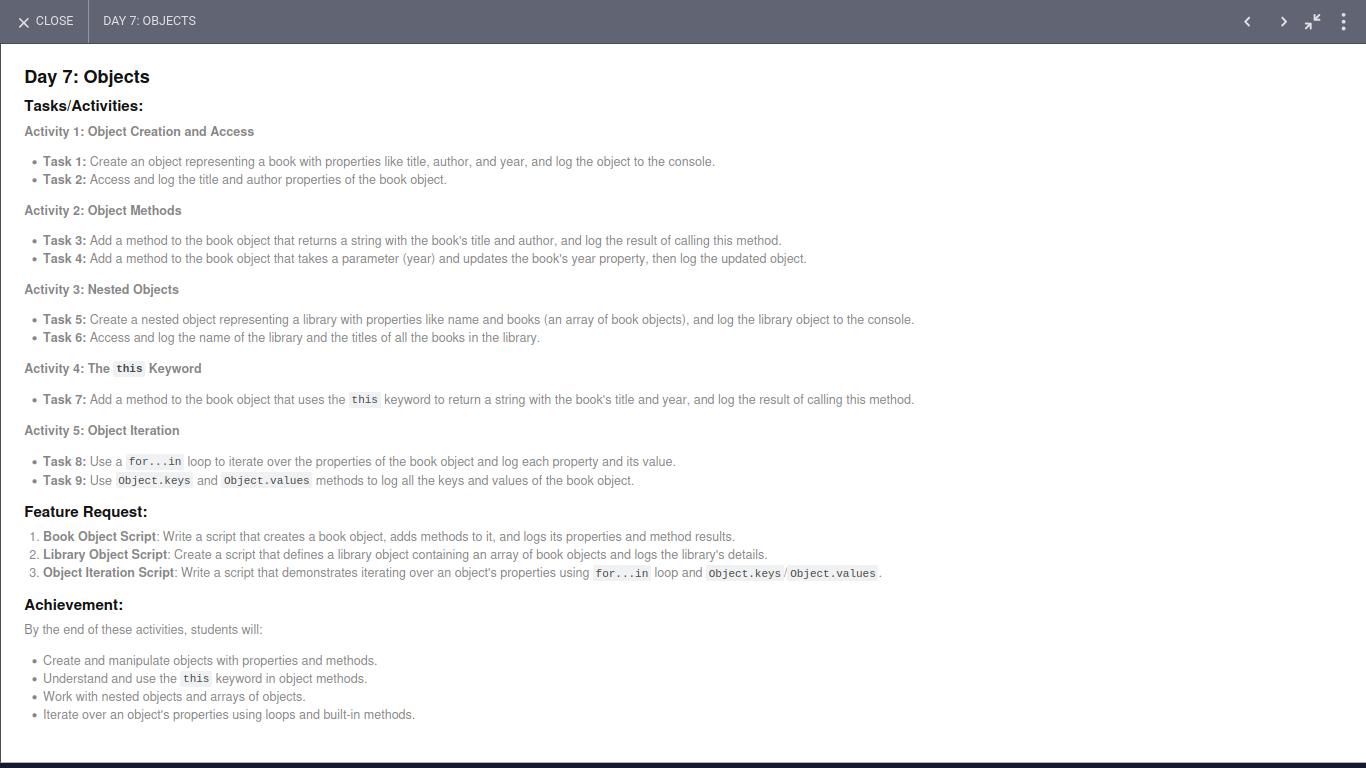 CLOSE
DAY 7: OBJECTS
Day 7: Objects
Tasks/Activities:
Activity 1: Object Creation and Access
• Task 1: Create an object representing a book with properties like title, author, and year, and log the object to the console.
• Task 2: Access and log the title and author properties of the book object.
Activity 2: Object Methods
• Task 3: Add a method to the book object that returns a string with the book's title and author, and log the result of calling this method.
• Task 4: Add a method to the book object that takes a parameter (year) and updates the book's year property, then log the updated object.
Activity 3: Nested Objects
• Task 5: Create a nested object representing a library with properties like name and books (an array of book objects), and log the library object to the console.
• Task 6: Access and log the name of the library and the titles of all the books in the library.
Activity 4: The this Keyword
• Task 7: Add a method to the book object that uses the this keyword to return a string with the book's title and year, and log the result of calling this method.
Activity 5: Object Iteration
• Task 8: Use a for...in loop to iterate over the properties of the book object and log each property and its value.
• Task 9: Use Object.keys and Object.values methods to log all the keys and values of the book object.
Feature Request:
1. Book Object Script: Write a script that creates a book object, adds methods to it, and logs its properties and method results.
2. Library Object Script: Create a script that defines a library object containing an array of book objects and logs the library's details.
3. Object Iteration Script: Write a script that demonstrates iterating over an object's properties using for...in loop and Object.keys/Object.values.
Achievement:
By the end of these activities, students will:
• Create and manipulate objects with properties and methods.
• Understand and use the this keyword in object methods.
• Work with nested objects and arrays of objects.
• Iterate over an object's properties using loops and built-in methods.